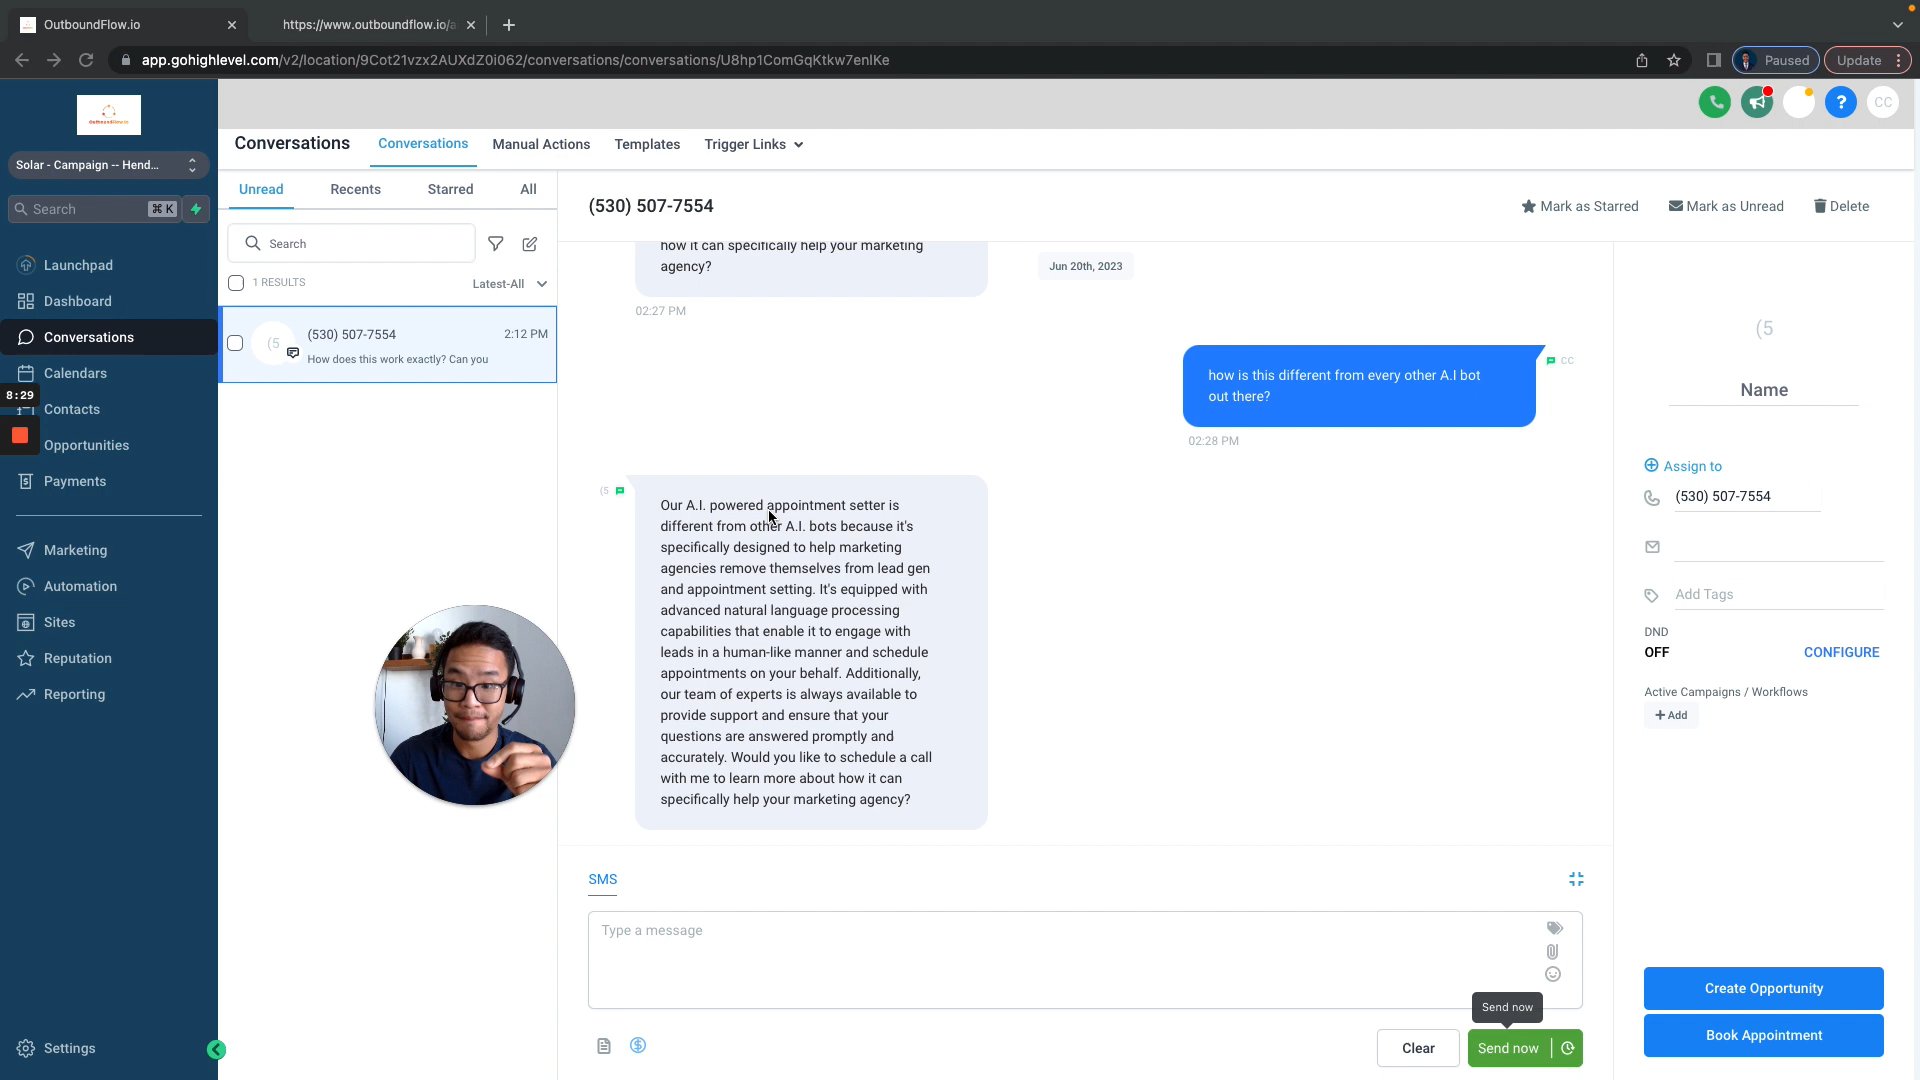 OutboundFlow.io
https://www.outboundflow.io/a
app.gohighlevel.com/v2/location/9Cot21vzx2AUXdZ0i062/conversations/conversations/U8hp1ComGqKtkw7enlKe
Paused
Update
OutboundFlow.io
CC
Solar - Campaign -- Hend...
Search
⌘ K
Launchpad
Dashboard
Conversations
Calendars
8:29
Contacts
Opportunities
Payments
Marketing
Automation
Sites
Reputation
Reporting
Settings
Conversations
Conversations
Manual Actions
Templates
Trigger Links
Unread
Recents
Starred
All
Search
1 RESULTS
Latest-All
(5
(530) 507-7554
2:12 PM
How does this work exactly? Can you
(530) 507-7554
Mark as Starred
Mark as Unread
Delete
how it can specifically help your marketing
agency?
Jun 20th, 2023
02:27 PM
how is this different from every other A.I bot
out there?
CC
02:28 PM
(5
Our A.I. powered appointment setter is
different from other A.I. bots because it's
specifically designed to help marketing
agencies remove themselves from lead gen
and appointment setting. It's equipped with
advanced natural language processing
capabilities that enable it to engage with
leads in a human-like manner and schedule
appointments on your behalf. Additionally,
our team of experts is always available to
provide support and ensure that your
questions are answered promptly and
accurately. Would you like to schedule a call
with me to learn more about how it can
specifically help your marketing agency?
SMS
Type a message
Send now
Clear
Send now
(5
Name
Assign to
(530) 507-7554
Add Tags
DND
OFF
CONFIGURE
Active Campaigns / Workflows
+ Add
Create Opportunity
Book Appointment